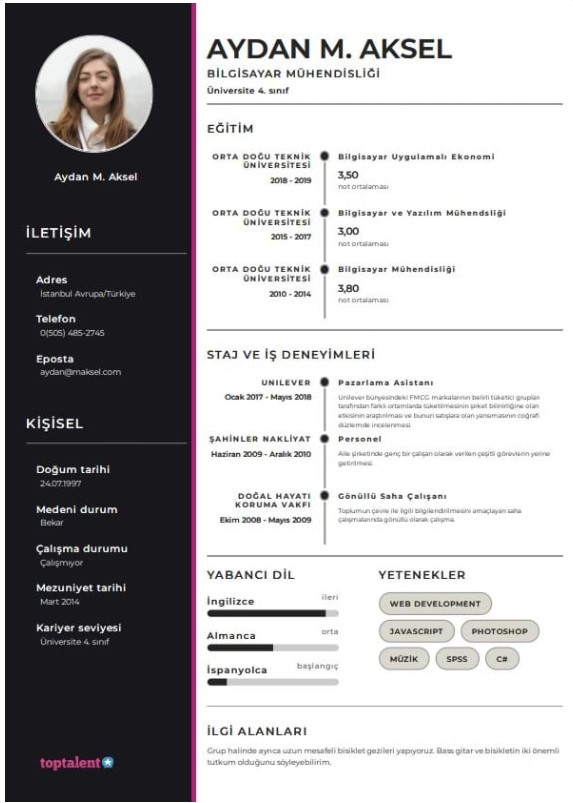 Aydan M. Aksel
İLETİŞİM
Adres
İstanbul Avrupa/Türkiye
Telefon
0(505) 485-2745
Eposta
aydan@maksel.com
KİŞİSEL
Doğum tarihi
24.07.1997
Medeni durum
Bekar
Çalışma durumu
Çalışmıyor
Mezuniyet tarihi
Mart 2014
Kariyer seviyesi
Üniversite 4. sınıf
toptalent
AYDAN M. AKSEL
BİLGİSAYAR MÜHENDİSLİĞİ
Üniversite 4. sınıf
EĞİTİM
ORTA DOĞU TEKNİK
ÜNİVERSİTESİ
2018 - 2019
Bilgisayar Uygulamalı Ekonomi
3,50
not ortalaması
ORTA DOĞU TEKNİK
ÜNİVERSİTESİ
2015 - 2017
Bilgisayar ve Yazılım Mühendsliği
3,00
not ortalaması
ORTA DOĞU TEKNİK
ÜNİVERSİTESİ
2010 - 2014
Bilgisayar Mühendisliği
3,80
not ortalaması
STAJ VE İŞ DENEYİMLERİ
UNILEVER
Ocak 2017 - Mayıs 2018
Pazarlama Asistanı
Unilever bünyesindeki FMCG markalarının belirli tüketici grupları
tarafından farklı ortamlarda tüketilmesinin şirket bilinirliğine olan
etkisinin araştırılması ve bunun satışlara olan yansımasının coğrafi
düzlemde incelenmesi.
ŞAHİNLER NAKLİYAT
Haziran 2009 - Aralık 2010
Personel
Aile şirketinde genç bir çalışan olarak verilen çeşitli görevlerin yerine
getirilmesi.
DOĞAL HAYATI
KORUMA VAKFI
Ekim 2008 - Mayıs 2009
Gönüllü Saha Çalışanı
Toplumun çevre ile ilgili bilgilendirilmesini amaçlayan saha
çalışmalarında gönüllü olarak çalışma.
YABANCI DİL
İngilizce
ileri
Almanca
orta
İspanyolca
başlangıç
YETENEKLER
WEB DEVELOPMENT
JAVASCRIPT
PHOTOSHOP
MÜZİK
SPSS
C#
İLGİ ALANLARI
Grup halinde ayrıca uzun mesafeli bisiklet gezileri yapıyoruz. Bass gitar ve bisikletin iki önemli
tutkum olduğunu söyleyebilirim.